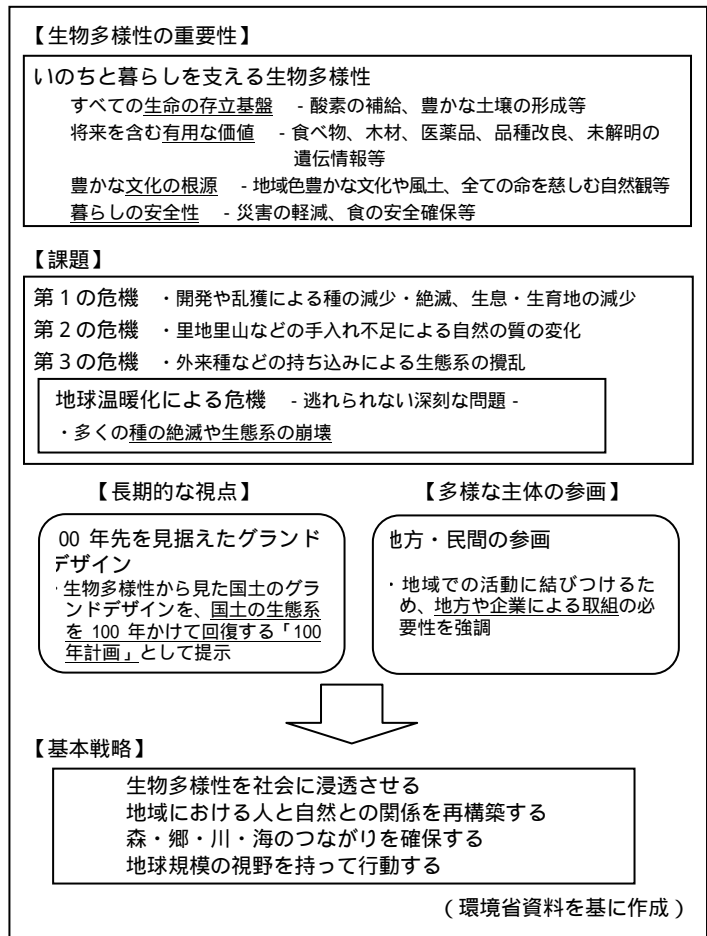 【生物多様性の重要性】
いのちと暮らしを支える生物多様性
すべての生命の存立基盤 - 酸素の補給、豊かな土壌の形成等
将来を含む有用な価値 - 食べ物、木材、医薬品、品種改良、未解明の
遺伝情報等
豊かな文化の根源 - 地域色豊かな文化や風土、全ての命を慈しむ自然観等
暮らしの安全性 - 災害の軽減、食の安全確保等
【課題】
第1の危機 ・開発や乱獲による種の減少・絶滅、生息・生育地の減少
第2の危機 ・里地里山などの手入れ不足による自然の質の変化
第3の危機 ・外来種などの持ち込みによる生態系の攪乱
地球温暖化による危機 - 逃れられない深刻な問題 -
・多くの種の絶滅や生態系の崩壊
【長期的な視点】
00 年先を見据えたグランド
デザイン
・生物多様性から見た国土のグラ
ンドデザインを、国土の生態系
を 100 年かけて回復する「100
年計画」として提示
【多様な主体の参画】
地方・民間の参画
・地域での活動に結びつけるた
め、地方や企業による取組の必
要性を強調
【基本戦略】
生物多様性を社会に浸透させる
地域における人と自然との関係を再構築する
森・郷・川・海のつながりを確保する
地球規模の視野を持って行動する
(環境省資料を基に作成)